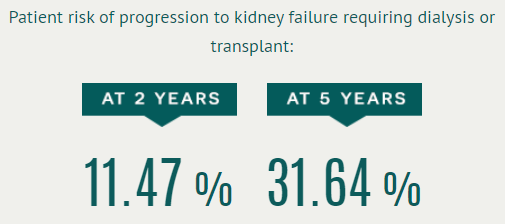 Patient risk of progression to kidney failure requiring dialysis or
transplant:
AT 2 YEARS AT 5 YEARS
11.47 % 31.64 %